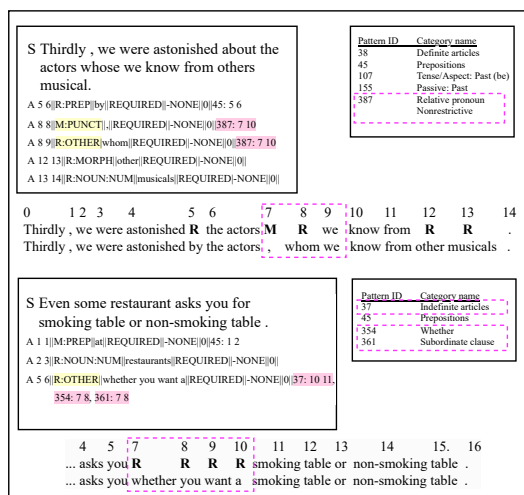 S Thirdly , we were astonished about the
actors whose we know from others
musical.
A 5 6||R:PREP||by||REQUIRED||-NONE||0||45: 5 6
A 8 8||M:PUNCT||,||REQUIRED||-NONE||0||387: 7 10
A 8 9||R:OTHER||whom||REQUIRED||-NONE||0||387: 7 10
A 12 13||R:MORPH||other||REQUIRED||-NONE||0||
A 13 14||R:NOUN:NUM||musicals||REQUIRED||-NONE||0||
Pattern ID Category name
38 Definite articles
45 Prepositions
107 Tense/Aspect: Past (be)
155 Passive: Past
387 Relative pronoun
Nonrestrictive
0 1 2 3 4 5 6 7 8 9 10 11 12 13 14
Thirdly , we were astonished R the actors M R we know from R R .
Thirdly , we were astonished by the actors , whom we know from other musicals .
S Even some restaurant asks you for
smoking table or non-smoking table .
A 1 1||M:PREP||at||REQUIRED||-NONE||0||45: 1 2
A 2 3||R:NOUN:NUM||restaurants||REQUIRED||-NONE||0||
A 5 6||R:OTHER||whether you want a||REQUIRED||-NONE||0||37: 10 11,
354: 7 8, 361: 7 8
Pattern ID Category name
37 Indefinite articles
45 Prepositions
354 Whether
361 Subordinate clause
4 5 7 8 9 10 11 12 13 14 15. 16
... asks you R R R R smoking table or non-smoking table .
... asks you whether you want a smoking table or non-smoking table .